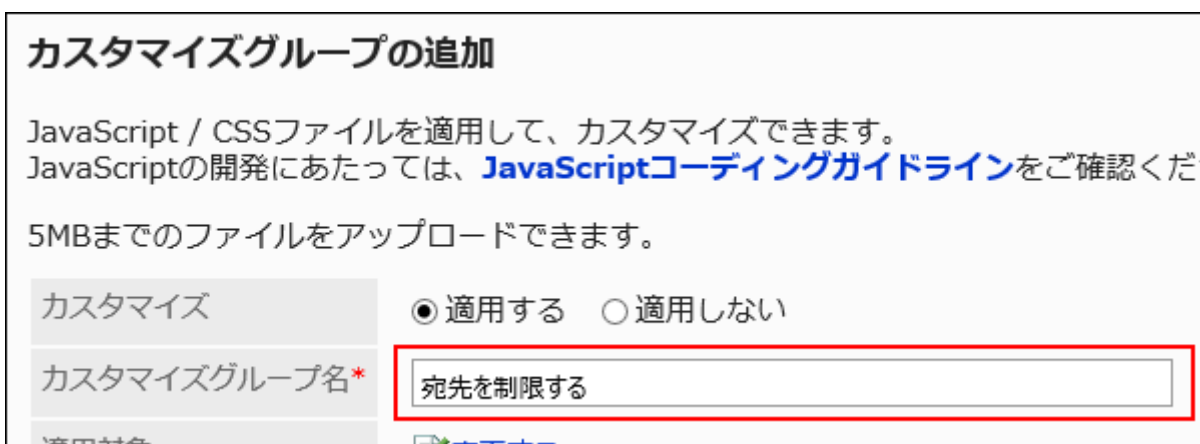 カスタマイズグループの追加
JavaScript / CSSファイルを適用して、カスタマイズできます。
JavaScriptの開発にあたっては、JavaScriptコーディングガイドラインをご確認くだ
5MBまでのファイルをアップロードできます。
カスタマイズ 適用する 適用しない
カスタマイズグループ名* 宛先を制限する